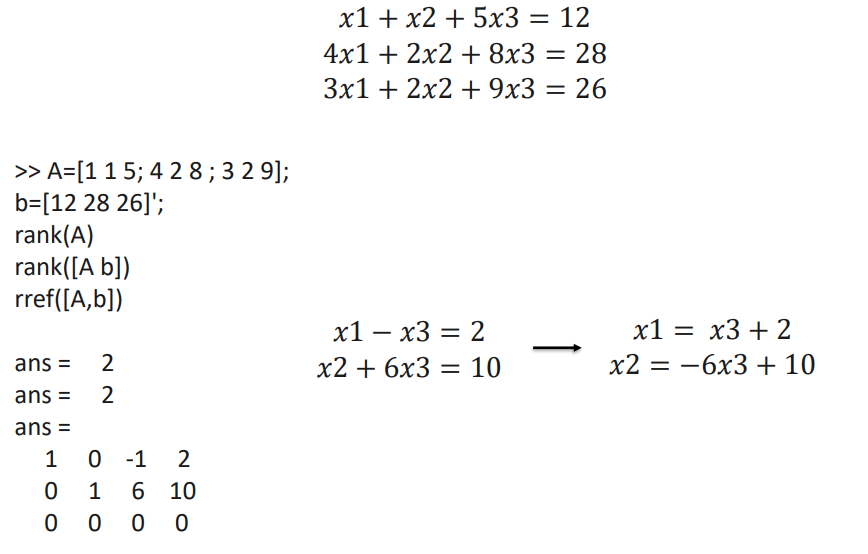 x1 + x2 + 5x3 = 12
4x1 + 2x2 + 8x3 = 28
3x1 + 2x2 + 9x3 = 26
>> A=[1 1 5; 4 2 8 ; 3 2 9];
b=[12 28 26]';
rank(A)
rank([A b])
rref([A,b])
ans = 2
ans = 2
ans =
1 0 -1 2
0 1 6 10
0 0 0 0
x1 − x3 = 2
x2 + 6x3 = 10
x1 = x3 + 2
x2 = −6x3 + 10